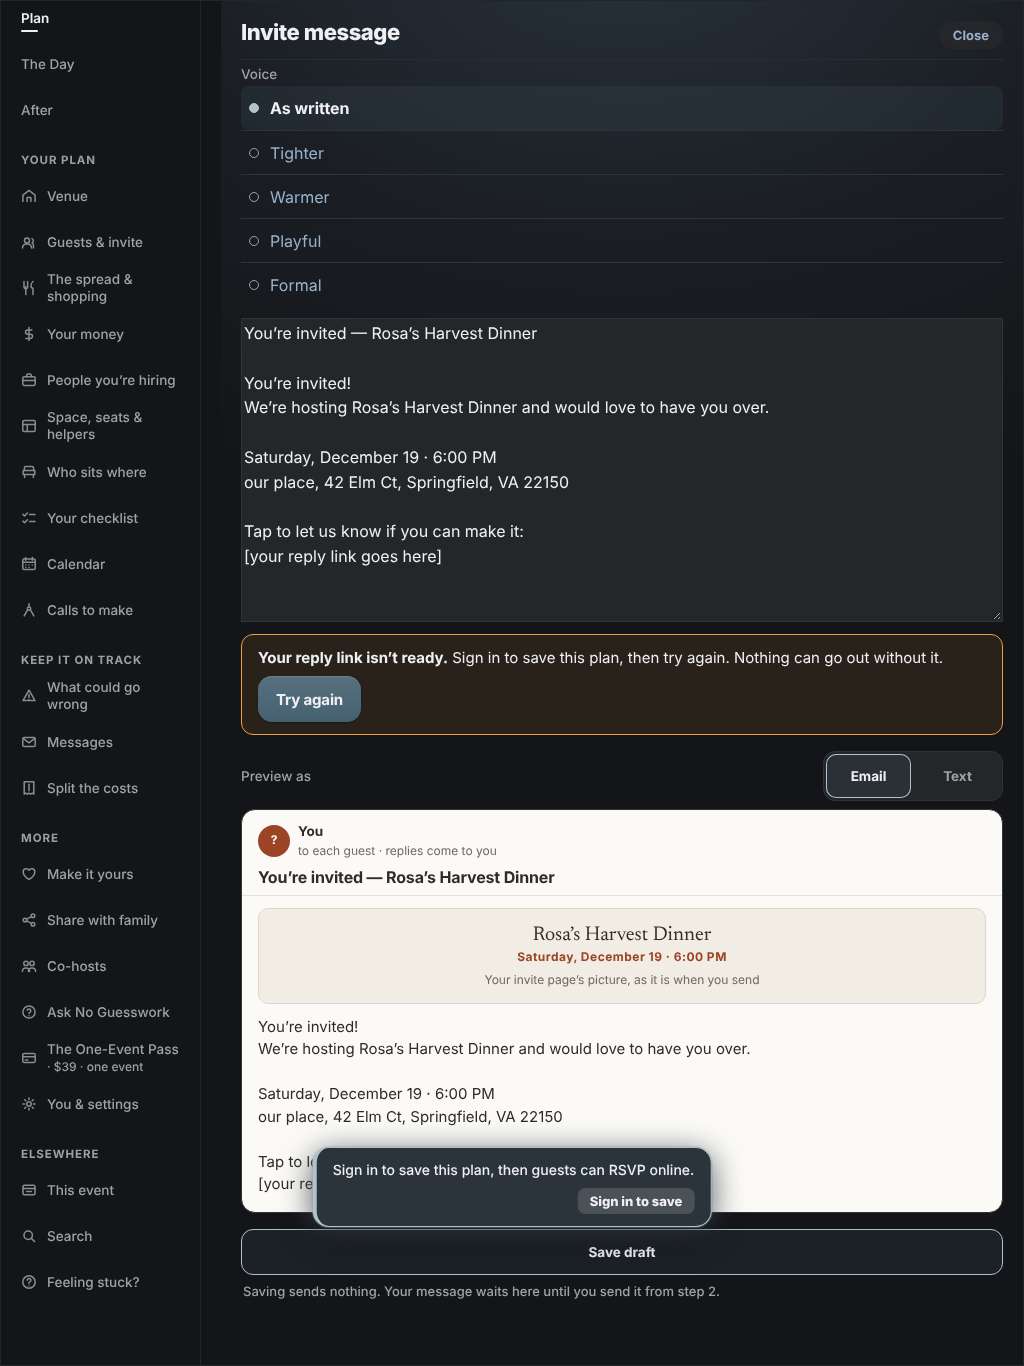 Plan
The Day
After
YOUR PLAN
Venue
Guests & invite
The spread &
shopping
Your money
People you’re hiring
Space, seats &
helpers
Who sits where
Your checklist
Calendar
Calls to make
KEEP IT ON TRACK
What could go
wrong
Messages
Split the costs
MORE
Make it yours
Share with family
Co-hosts
Ask No Guesswork
The One-Event Pass
· $39 · one event
You & settings
ELSEWHERE
This event
Search
Feeling stuck?
Invite message
Close
Voice
As written
Tighter
Warmer
Playful
Formal
You’re invited — Rosa’s Harvest Dinner
You’re invited!
We’re hosting Rosa’s Harvest Dinner and would love to have you over.
Saturday, December 19 · 6:00 PM
our place, 42 Elm Ct, Springfield, VA 22150
Tap to let us know if you can make it:
[your reply link goes here]
Your reply link isn’t ready. Sign in to save this plan, then try again. Nothing can go out without it.
Try again
Preview as
Email
Text
?
You
to each guest · replies come to you
You’re invited — Rosa’s Harvest Dinner
Rosa’s Harvest Dinner
Saturday, December 19 · 6:00 PM
Your invite page’s picture, as it is when you send
You’re invited!
We’re hosting Rosa’s Harvest Dinner and would love to have you over.
Saturday, December 19 · 6:00 PM
our place, 42 Elm Ct, Springfield, VA 22150
Tap to
[your
Sign in to save this plan, then guests can RSVP online.
Sign in to save
Save draft
Saving sends nothing. Your message waits here until you send it from step 2.